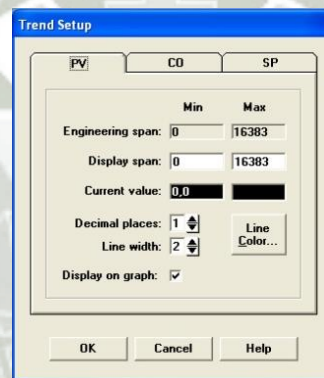 Trend Setup
PV CO SP
Min Max
Engineering span: 0 16383
Display span: 0 16383
Current value: 0,0
Decimal places: 1
Line width: 2
Line Color...
Display on graph:
OK Cancel Help